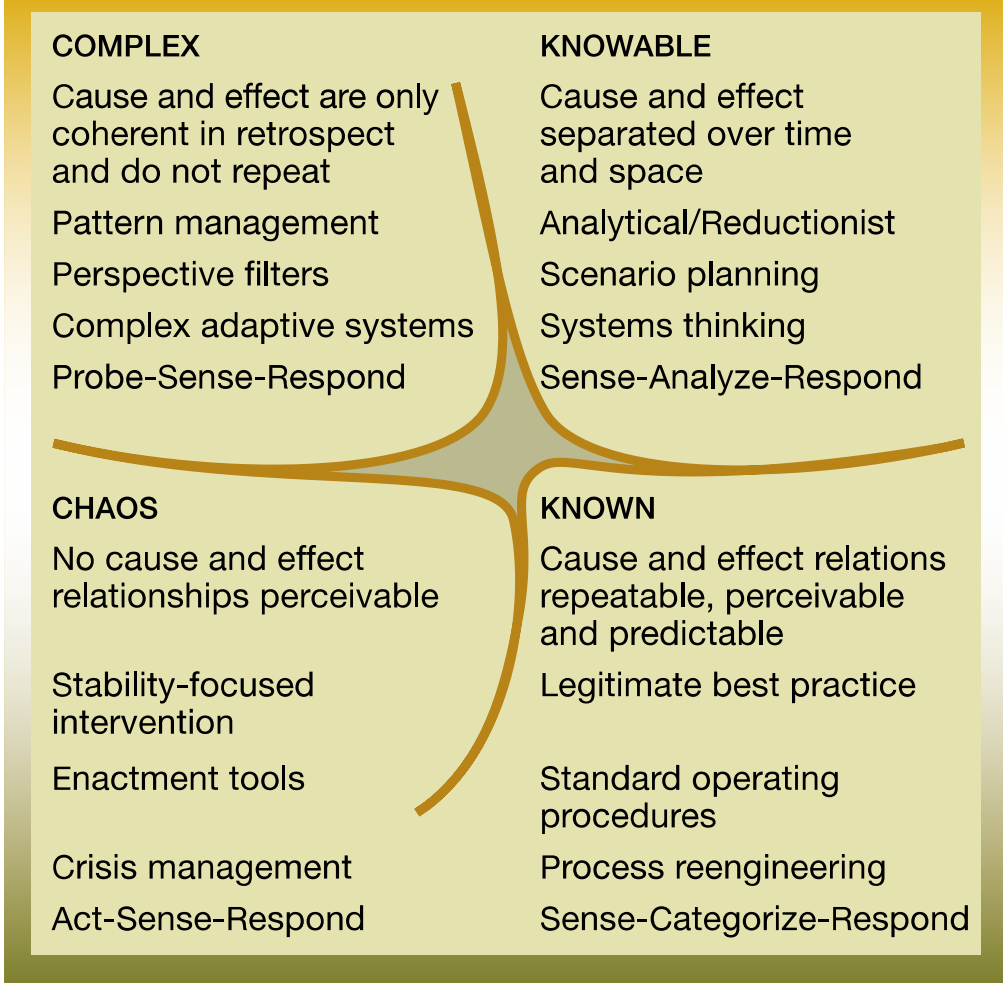 COMPLEX
Cause and effect are only
coherent in retrospect
and do not repeat
Pattern management
Perspective filters
Complex adaptive systems
Probe-Sense-Respond
KNOWABLE
Cause and effect
separated over time
and space
Analytical/Reductionist
Scenario planning
Systems thinking
Sense-Analyze-Respond
CHAOS
No cause and effect
relationships perceivable
Stability-focused
intervention
Enactment tools
Crisis management
Act-Sense-Respond
KNOWN
Cause and effect relations
repeatable, perceivable
and predictable
Legitimate best practice
Standard operating
procedures
Process reengineering
Sense-Categorize-Respond